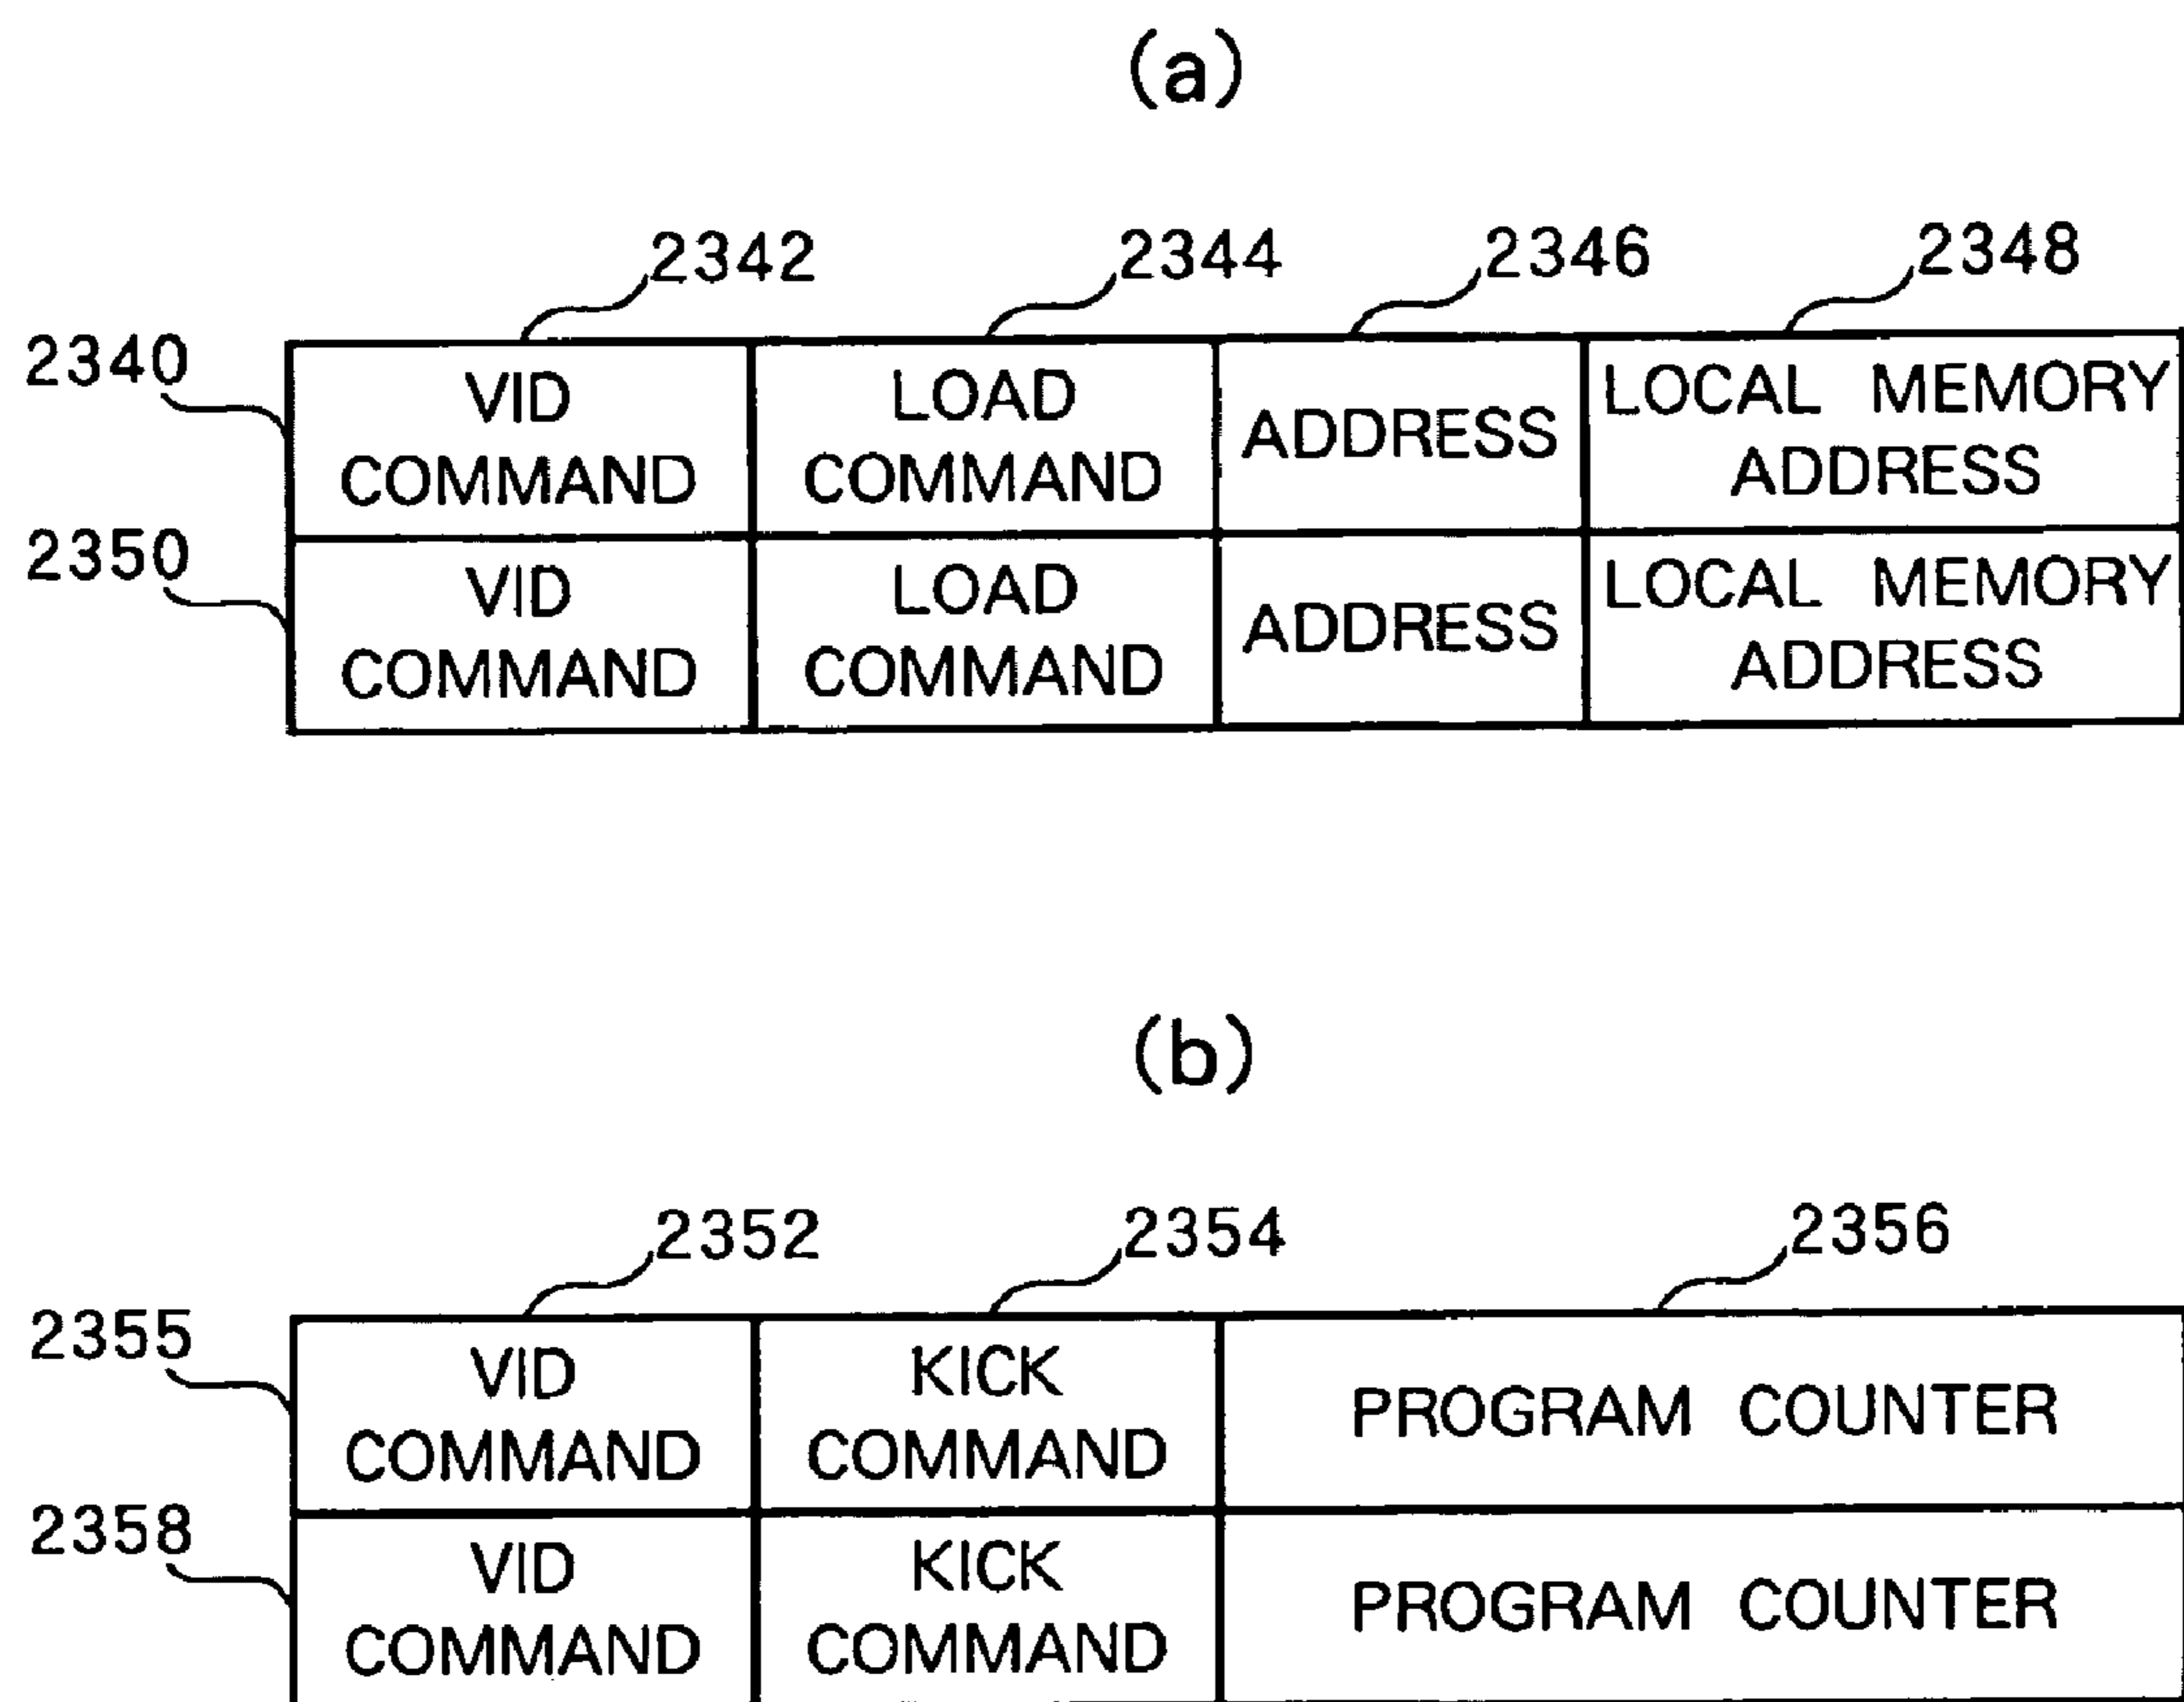 (a)
2342 2344 2346 2348
2340
VID LOAD LOCAL MEMORY
COMMAND COMMAND ADDRESS ADDRESS
2350
VID LOAD LOCAL MEMORY
COMMAND COMMAND ADDRESS ADDRESS
(b)
2352 2354 2356
2355
VID KICK
COMMAND COMMAND PROGRAM COUNTER
2358
VID KICK
COMMAND COMMAND PROGRAM COUNTER